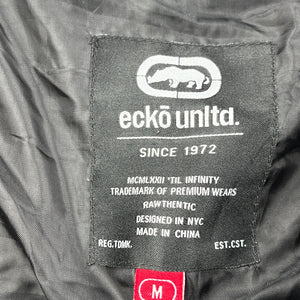 eckō unltd.
SINCE 1972
MCMLXXII 'TIL INFINITY
TRADEMARK OF PREMIUM WEARS
RAWTHENTIC
DESIGNED IN NYC
MADE IN CHINA
REG.TDMK. EST.CST.
M